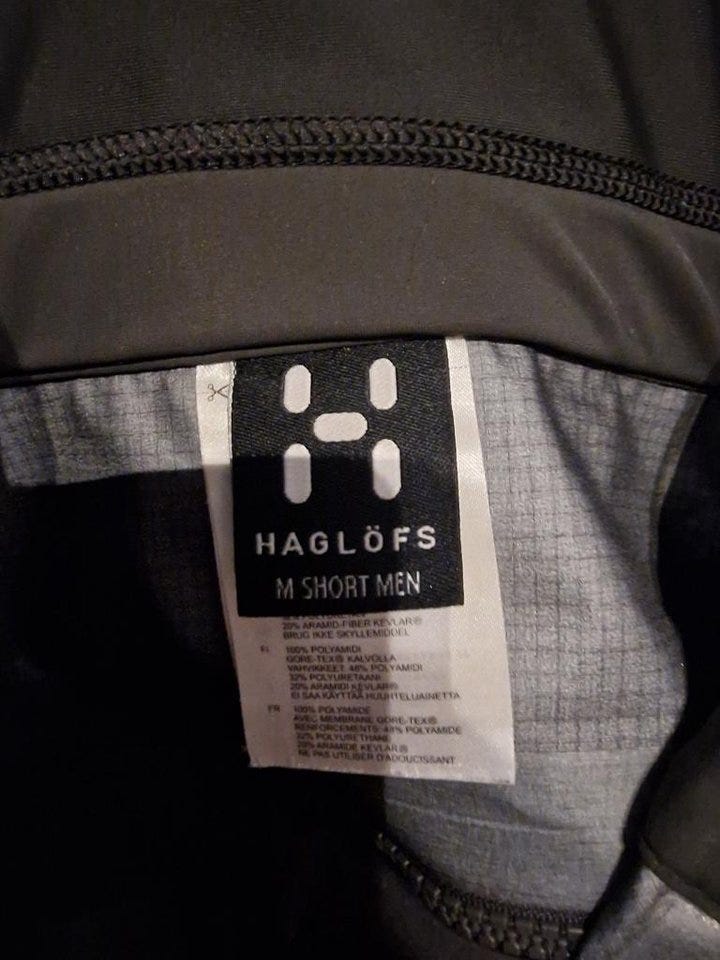 HAGLÖFS
M SHORT MEN
20% ARAMID-FIBER KEVLAR®
BRUG IKKE SKYLLEMIDDEL
FI 100% POLYAMIDI
GORE-TEX® KALVOLLA
VAHVIKKEET: 48% POLYAMIDI
32% POLYURETAANI
20% ARAMIDI KEVLAR®
EI SAA KÄYTTÄÄ HUUHTELUAINETTA
FR 100% POLYAMIDE
AVEC MEMBRANE GORE-TEX®
RENFORCEMENTS: 48% POLYAMIDE
32% POLYURETHANE
20% ARAMIDE KEVLAR®
NE PAS UTILISER D'ADOUCISSANT